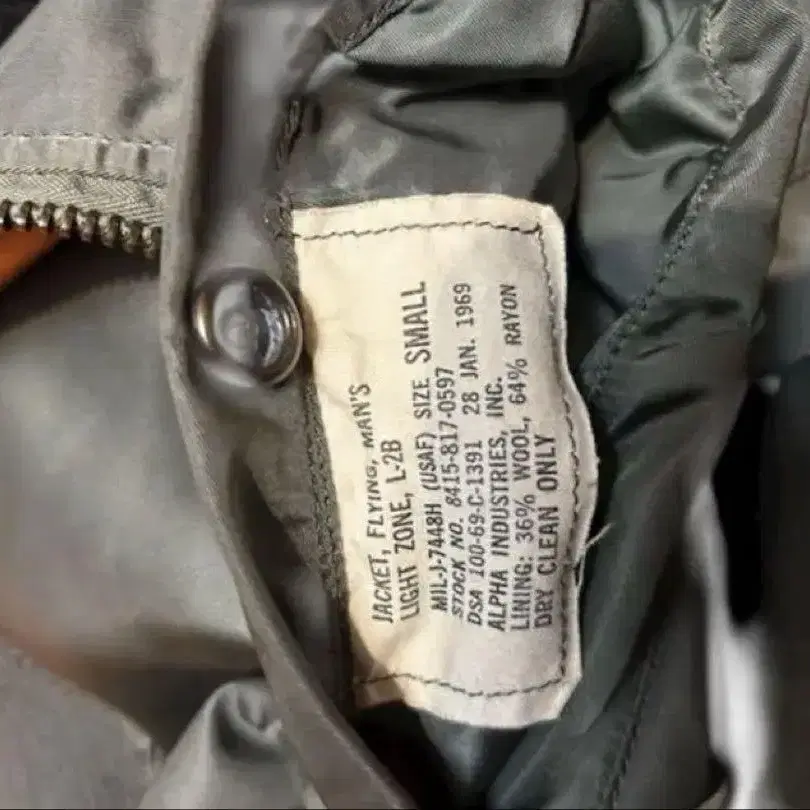 JACKET, FLYING, MAN'S
LIGHT ZONE, L-2B
MIL-J-7448H (USAF) SIZE SMALL
STOCK NO. 8415-817-0597
DSA 100-69-C-1391 28 JAN. 1969
ALPHA INDUSTRIES, INC.
LINING: 36% WOOL, 64% RAYON
DRY CLEAN ONLY